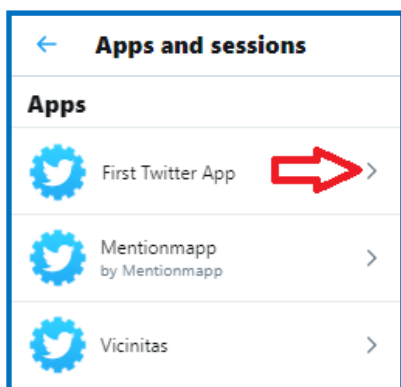 Apps and sessions
Apps
First Twitter App
Mentionmapp
by Mentionmapp
Vicinitas